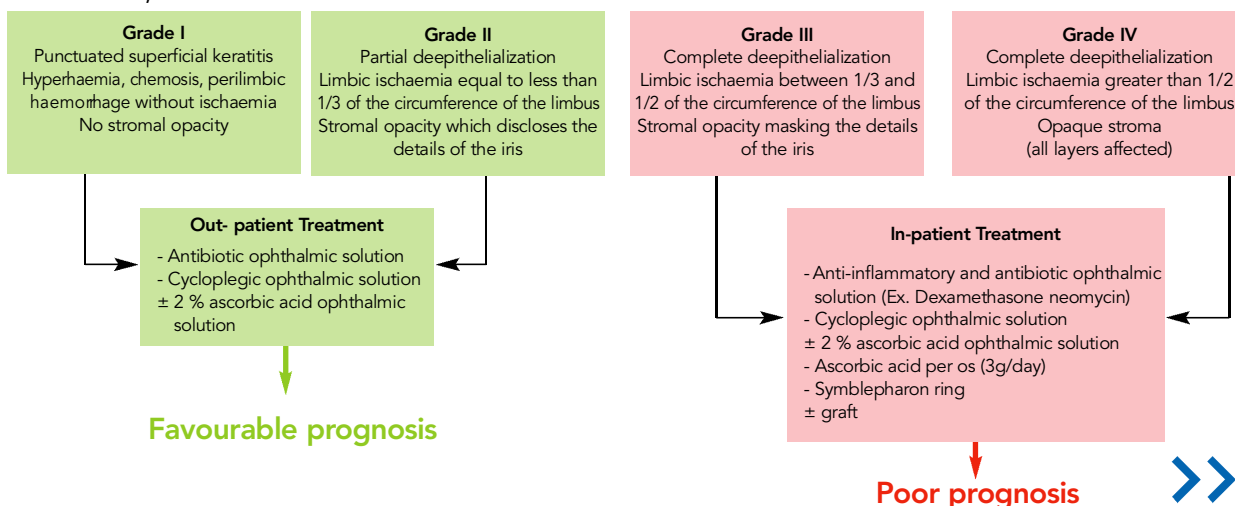 Grade I
Punctuated superficial keratitis
Hyperhaemia, chemosis, perilimbic
haemorrhage without ischaemia
No stromal opacity
Grade II
Partial deepithelialization
Limbic ischaemia equal to less than
1/3 of the circumference of the limbus
Stromal opacity which discloses the
details of the iris
Grade III
Complete deepithelialization
Limbic ischaemia between 1/3 and
1/2 of the circumference of the limbus
Stromal opacity masking the details
of the iris
Grade IV
Complete deepithelialization
Limbic ischaemia greater than 1/2
of the circumference of the limbus
Opaque stroma
(all layers affected)
Out- patient Treatment
- Antibiotic ophthalmic solution
- Cycloplegic ophthalmic solution
± 2 % ascorbic acid ophthalmic
solution
Favourable prognosis
In-patient Treatment
- Anti-inflammatory and antibiotic ophthalmic
solution (Ex. Dexamethasone neomycin)
- Cycloplegic ophthalmic solution
± 2 % ascorbic acid ophthalmic solution
- Ascorbic acid per os (3g/day)
- Symblepharon ring
± graft
Poor prognosis